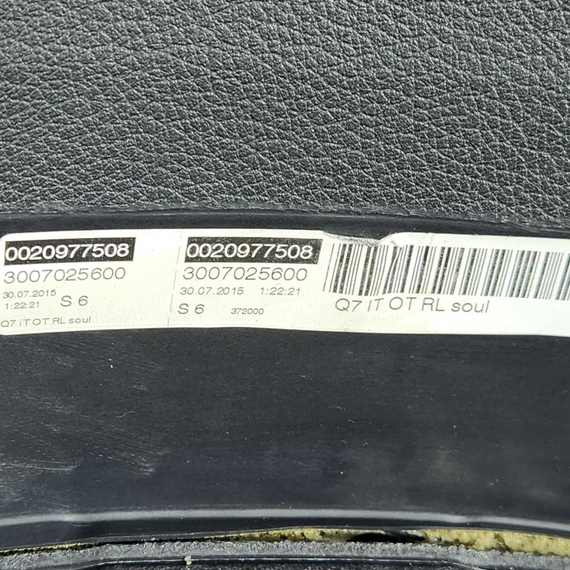 0020977508
3007025600
30.07.2015
1:22:21 S 6
Q7 iT OT RL soul
0020977508
3007025600
30.07.2015 1:22:21
S 6 372000
Q7 iT OT RL soul